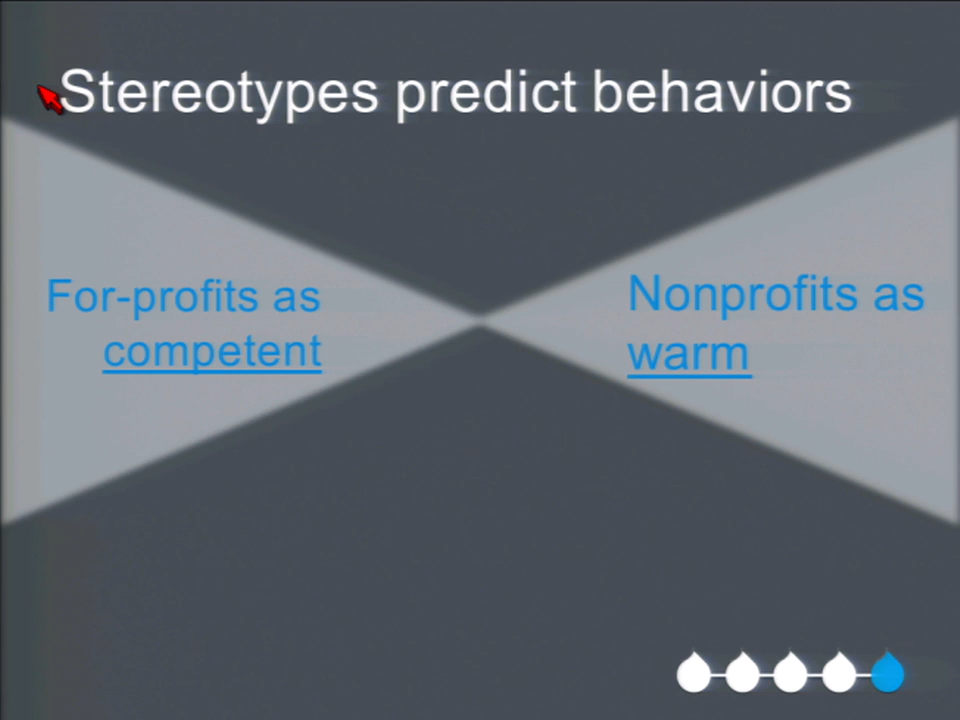 Stereotypes predict behaviors
For-profits as
competent
Nonprofits as
warm